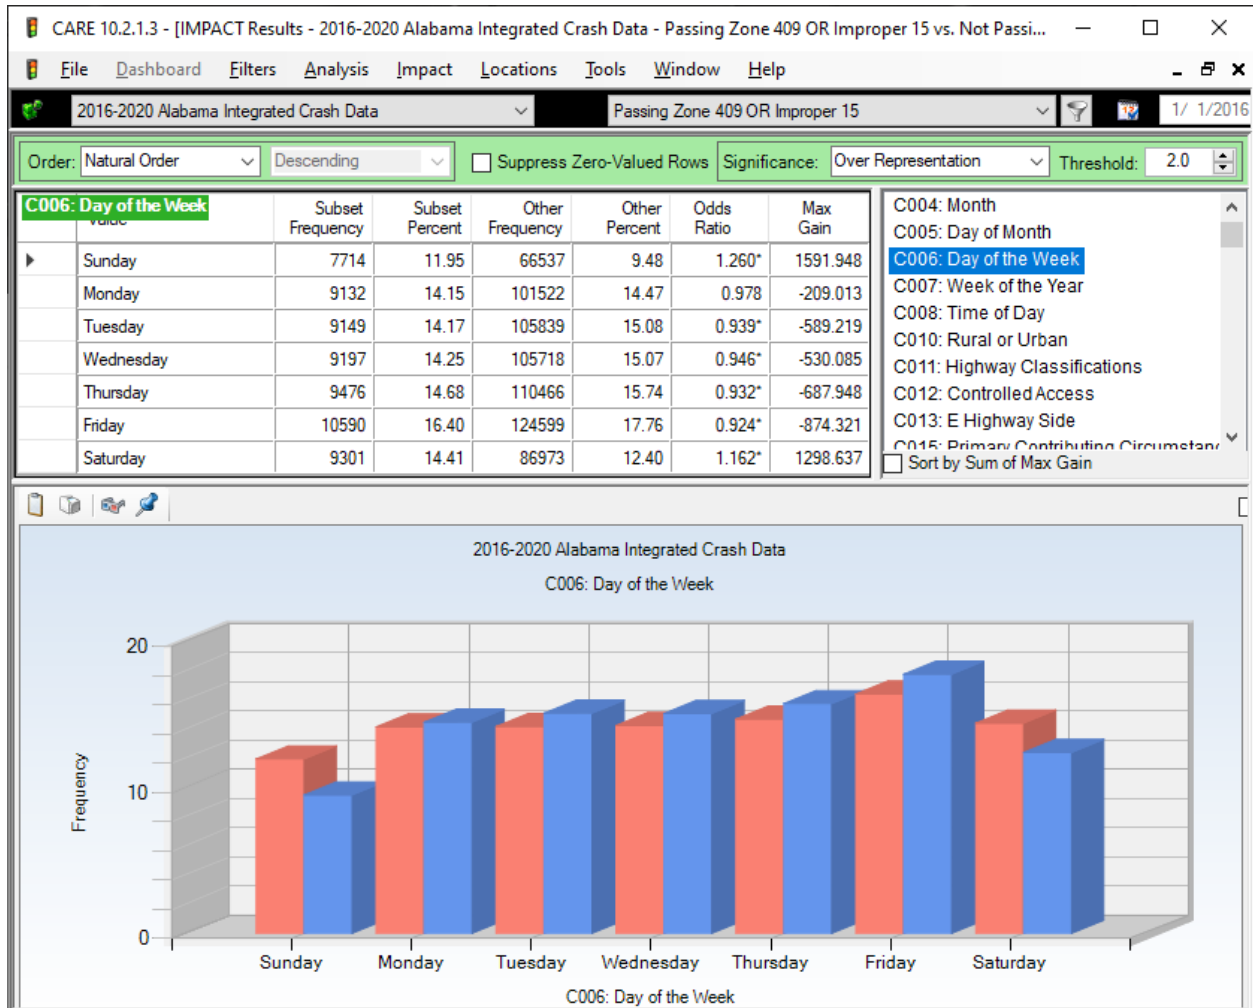 CARE 10.2.1.3 - [IMPACT Results - 2016-2020 Alabama Integrated Crash Data - Passing Zone 409 OR Improper 15 vs. Not Passi...
File Dashboard Filters Analysis Impact Locations Tools Window Help
2016-2020 Alabama Integrated Crash Data Passing Zone 409 OR Improper 15 1/ 1/2016
Order: Natural Order Descending Suppress Zero-Valued Rows Significance: Over Representation Threshold: 2.0
C006: Day of the Week
Value Subset Frequency Subset Percent Other Frequency Other Percent Odds Ratio Max Gain
Sunday 7714 11.95 66537 9.48 1.260* 1591.948
Monday 9132 14.15 101522 14.47 0.978 -209.013
Tuesday 9149 14.17 105839 15.08 0.939* -589.219
Wednesday 9197 14.25 105718 15.07 0.946* -530.085
Thursday 9476 14.68 110466 15.74 0.932* -687.948
Friday 10590 16.40 124599 17.76 0.924* -874.321
Saturday 9301 14.41 86973 12.40 1.162* 1298.637
C004: Month
C005: Day of Month
C006: Day of the Week
C007: Week of the Year
C008: Time of Day
C010: Rural or Urban
C011: Highway Classifications
C012: Controlled Access
C013: E Highway Side
C015: Primary Contributing Circumstanc
Sort by Sum of Max Gain
2016-2020 Alabama Integrated Crash Data
C006: Day of the Week
20
10
0
Frequency
Sunday Monday Tuesday Wednesday Thursday Friday Saturday
C006: Day of the Week